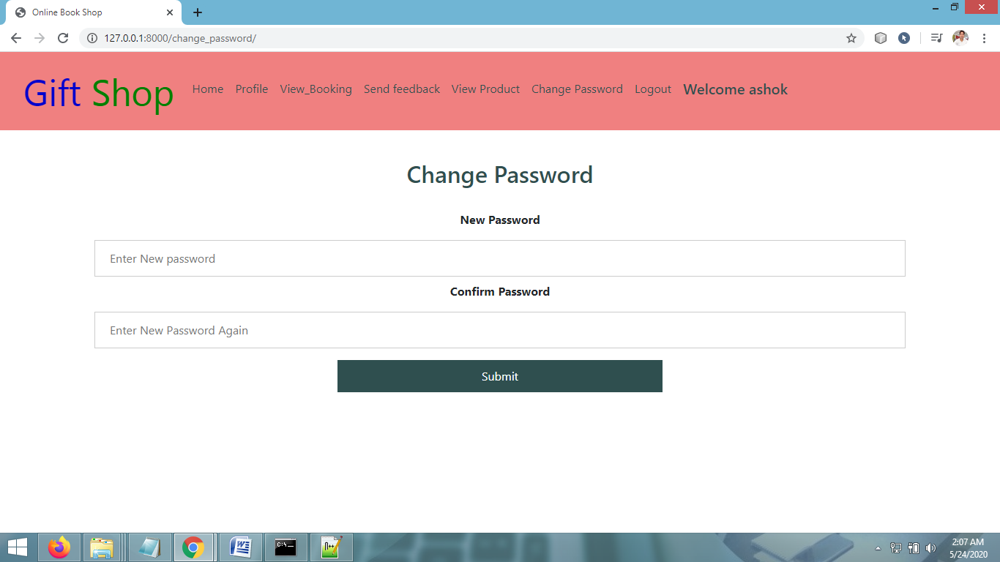 Online Book Shop
127.0.0.1:8000/change_password/
Gift Shop Home Profile View_Booking Send feedback View Product Change Password Logout Welcome ashok
Change Password
New Password
Enter New password
Confirm Password
Enter New Password Again
Submit
2:07 AM
5/24/2020